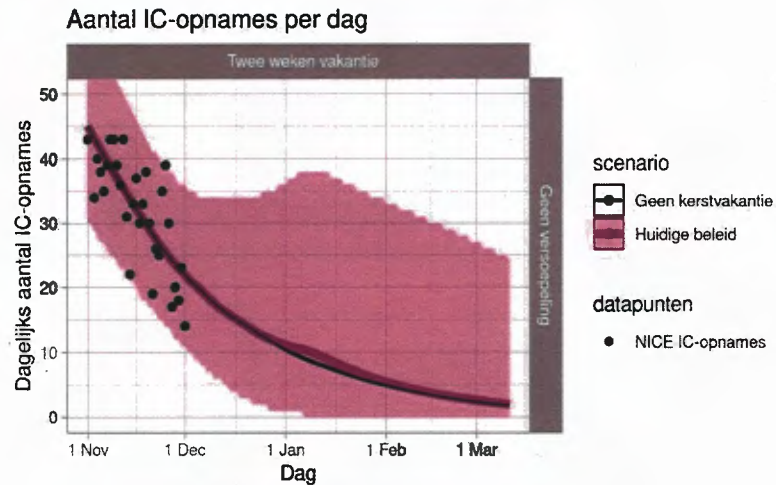 Aantal IC-opnames per dag
Twee weken vakantie
Dagelijks aantal IC-opnames
50
40
30
20
10
0
1 Nov
1 Dec
1 Jan
1 Feb
1 Mar
Dag
Geen versoepeling
scenario
Geen kerstvakantie
Huidige beleid
datapunten
NICE IC-opnames